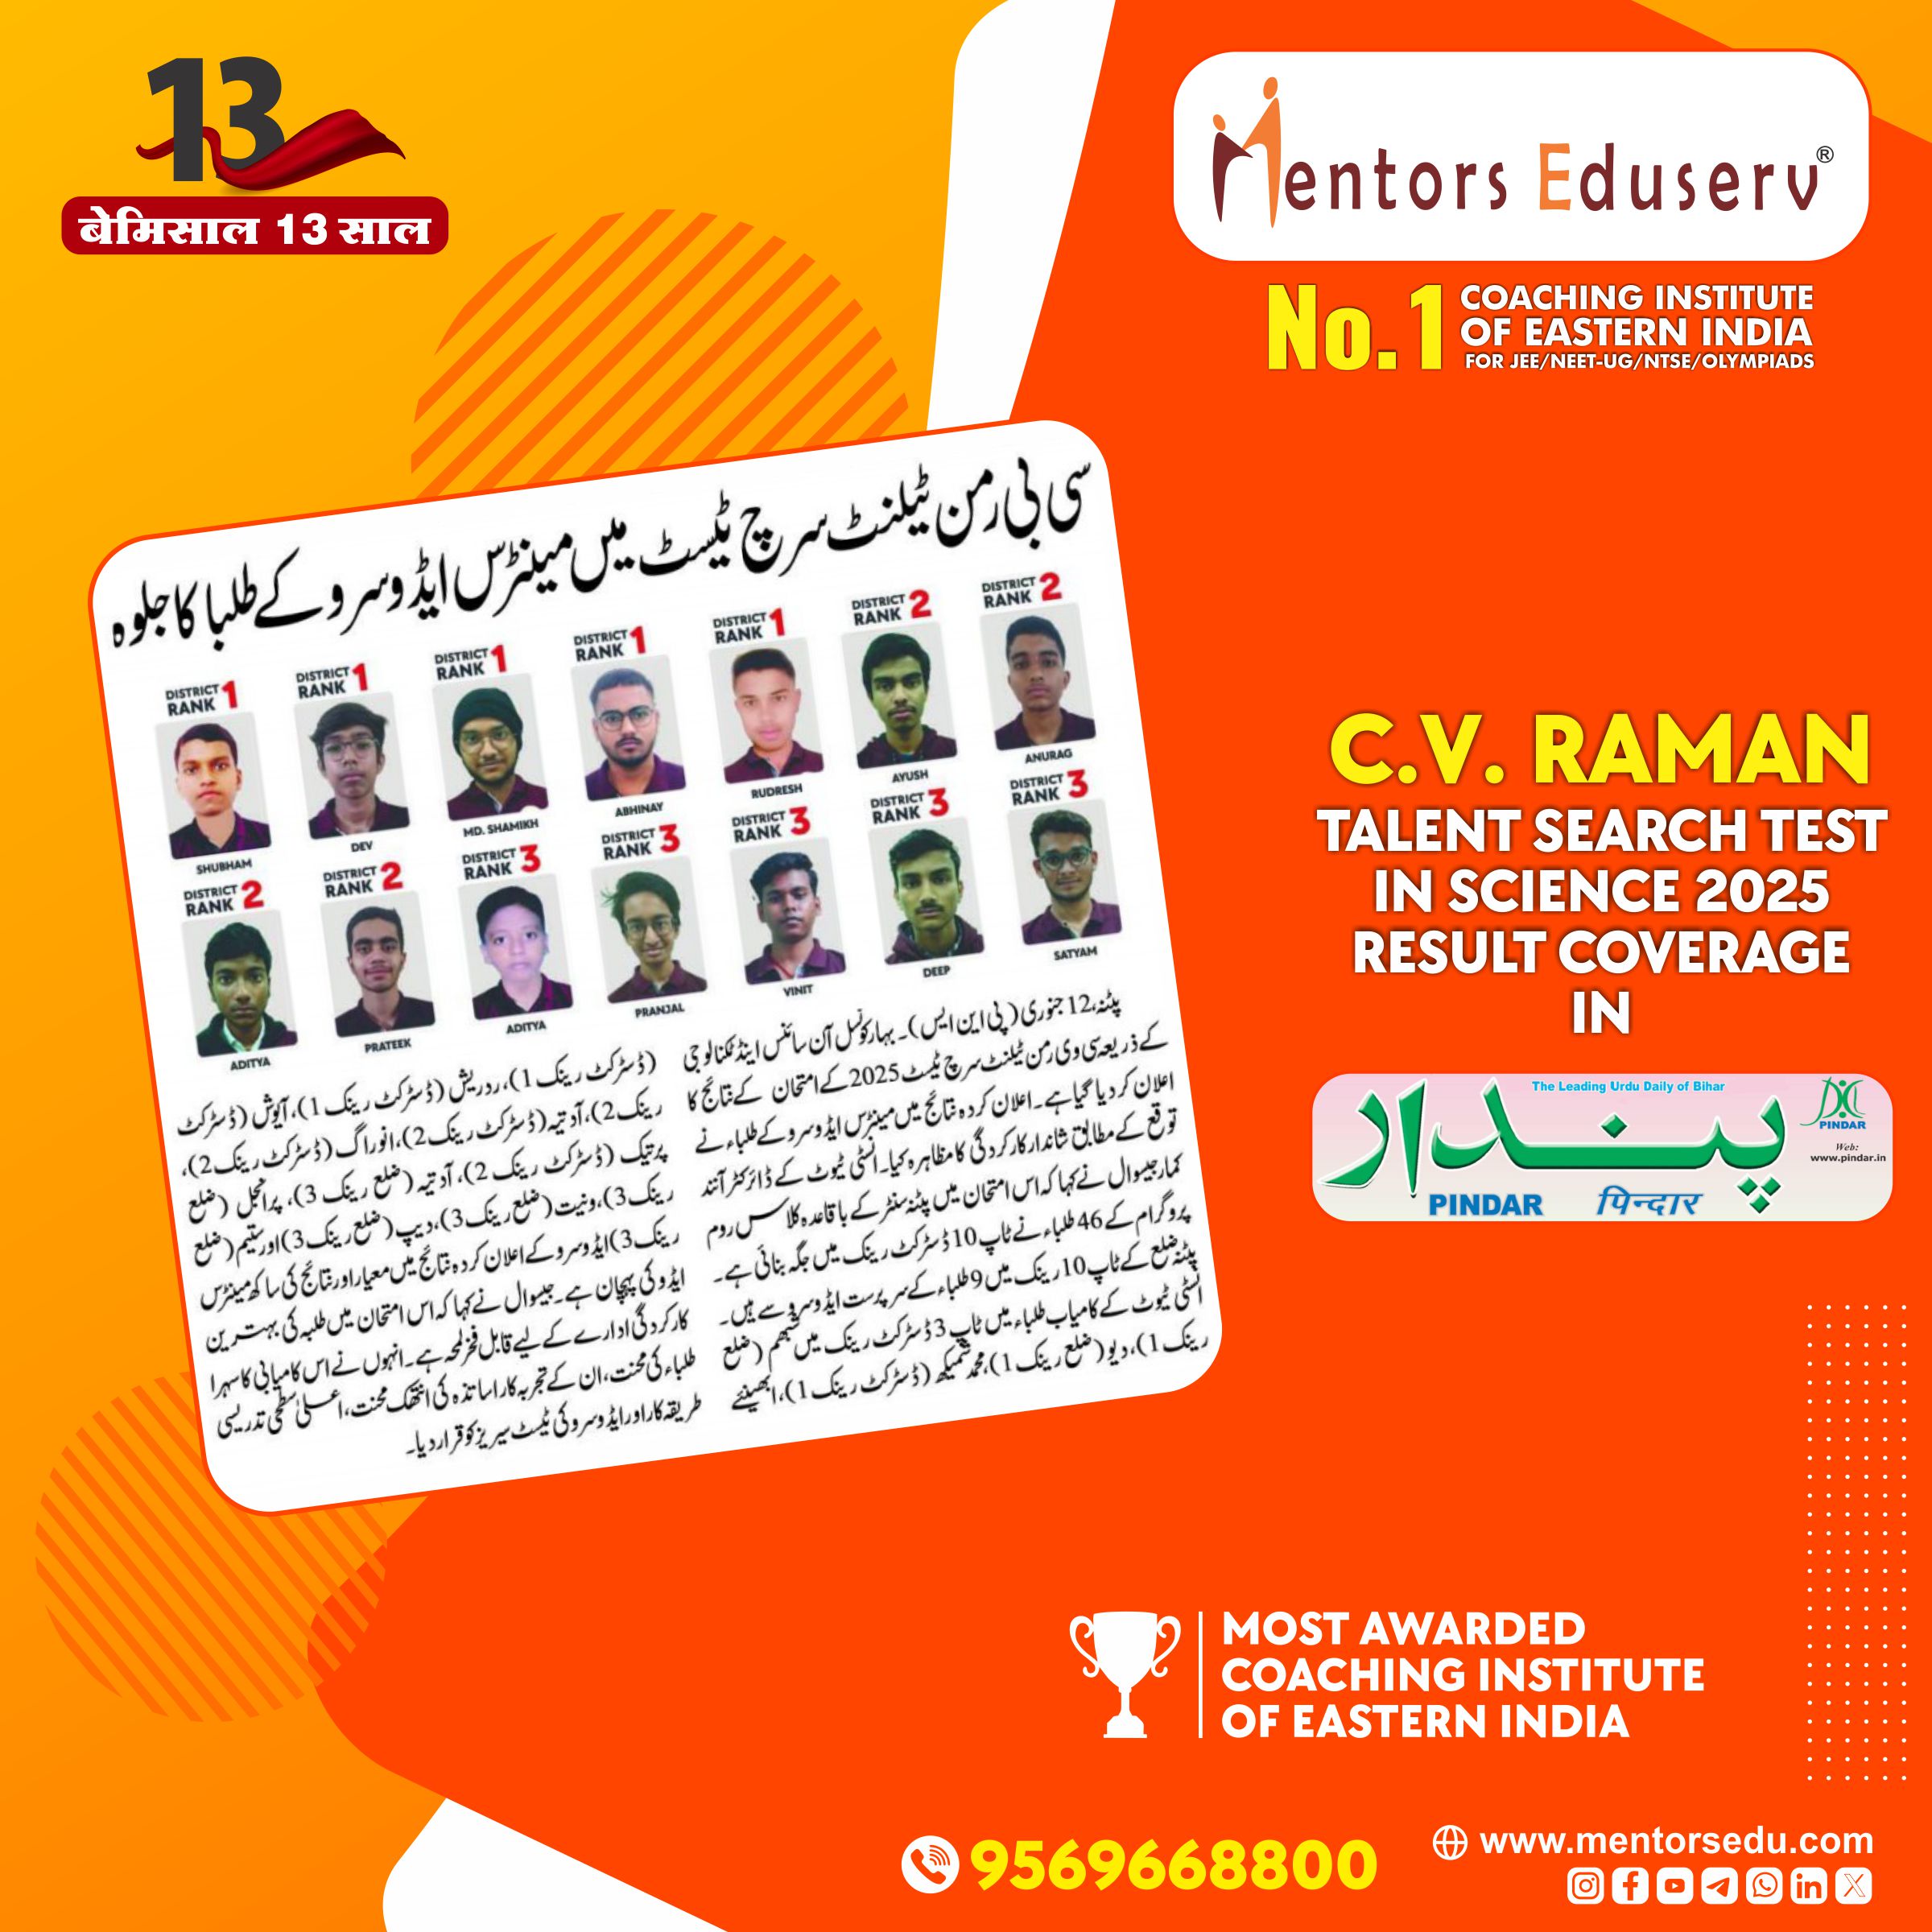 13
बेमिसाल 13 साल
Mentors Eduserv®
No.1
COACHING INSTITUTE
OF EASTERN INDIA
FOR JEE/NEET-UG/NTSE/OLYMPIADS
سی بی رمن ٹیلنٹ سرچ ٹیسٹ میں مینٹرس ایڈوسرو کے طلبا کا جلوہ
DISTRICT RANK 1
SHUBHAM
DISTRICT RANK 1
DEV
DISTRICT RANK 1
MD. SHAMIKH
DISTRICT RANK 1
ABHINAY
DISTRICT RANK 1
RUDRESH
DISTRICT RANK 2
AYUSH
DISTRICT RANK 2
ANURAG
DISTRICT RANK 2
ADITYA
DISTRICT RANK 2
PRATEEK
DISTRICT RANK 3
ADITYA
DISTRICT RANK 3
PRANJAL
DISTRICT RANK 3
VINIT
DISTRICT RANK 3
DEEP
DISTRICT RANK 3
SATYAM
پٹنہ،12 جنوری (پی این ایس)۔ بہار کونسل آن سائنس اینڈ ٹکنالوجی
کے ذریعہ سی وی رمن ٹیلنٹ سرچ ٹیسٹ 2025 کے امتحان کے نتائج کا
اعلان کر دیا گیا ہے۔ اعلان کردہ نتائج میں مینٹرس ایڈوسرو کے طلباء نے
توقع کے مطابق شاندار کارکردگی کا مظاہرہ کیا۔ انسٹی ٹیوٹ کے ڈائرکٹر آنند
کمار جیسوال نے کہا کہ اس امتحان میں پٹنہ سنٹر کے باقاعدہ کلاس روم
پروگرام کے 46 طلباء نے ٹاپ 10 ڈسٹرکٹ رینک میں جگہ بنائی ہے۔
پٹنہ ضلع کے ٹاپ 10 رینک میں 9 طلباء کے سرپرست ایڈوسرو سے ہیں۔
انسٹی ٹیوٹ کے کامیاب طلباء میں ٹاپ 3 ڈسٹرکٹ رینک میں شبھم (ضلع
رینک 1)، دیو (ضلع رینک 1)، محمد شمیکھ (ڈسٹرکٹ رینک 1)، ابھینئے
(ڈسٹرکٹ رینک 1)، ردریش (ڈسٹرکٹ رینک 1)، آیوش (ڈسٹرکٹ
رینک 2)، آدتیہ (ڈسٹرکٹ رینک 2)، انوراگ (ڈسٹرکٹ رینک 2)،
پرتیک (ڈسٹرکٹ رینک 2)، آدتیہ (ضلع رینک 3)، پرانجل (ضلع
رینک 3)، ونیت (ضلع رینک 3)، دیپ (ضلع رینک 3) اور ستیم (ضلع
رینک 3) ایڈوسرو کے اعلان کردہ نتائج میں معیار اور نتائج کی ساکھ مینٹرس
ایڈو کی پہچان ہے۔ جیسوال نے کہا کہ اس امتحان میں طلبہ کی بہترین
کارکردگی ادارے کے لیے قابل فخر لمحہ ہے۔ انہوں نے اس کامیابی کا سہرا
طلباء کی محنت، ان کے تجربہ کار اساتذہ کی انتھک محنت، اعلیٰ سطحی تدریسی
طریقہ کار اور ایڈوسرو کی ٹیسٹ سیریز کو قرار دیا۔
C.V. RAMAN
TALENT SEARCH TEST
IN SCIENCE 2025
RESULT COVERAGE
IN
The Leading Urdu Daily of Bihar
پندار
PINDAR
Web:
www.pindar.in
PINDAR पिन्दार
MOST AWARDED
COACHING INSTITUTE
OF EASTERN INDIA
9569668800
www.mentorsedu.com